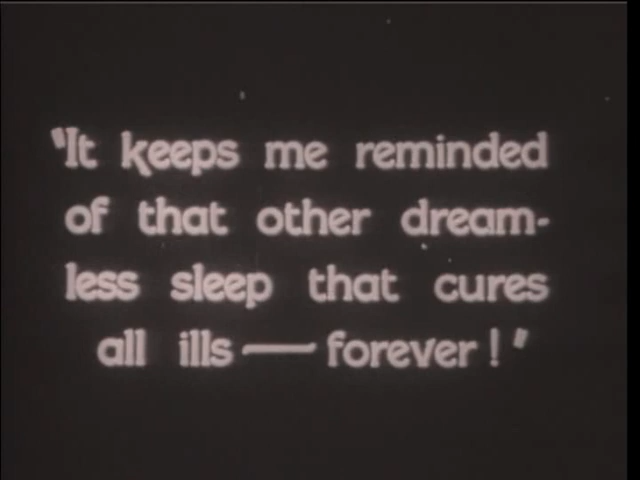 "It keeps me reminded
of that other dream-
less sleep that cures
all ills — forever!"